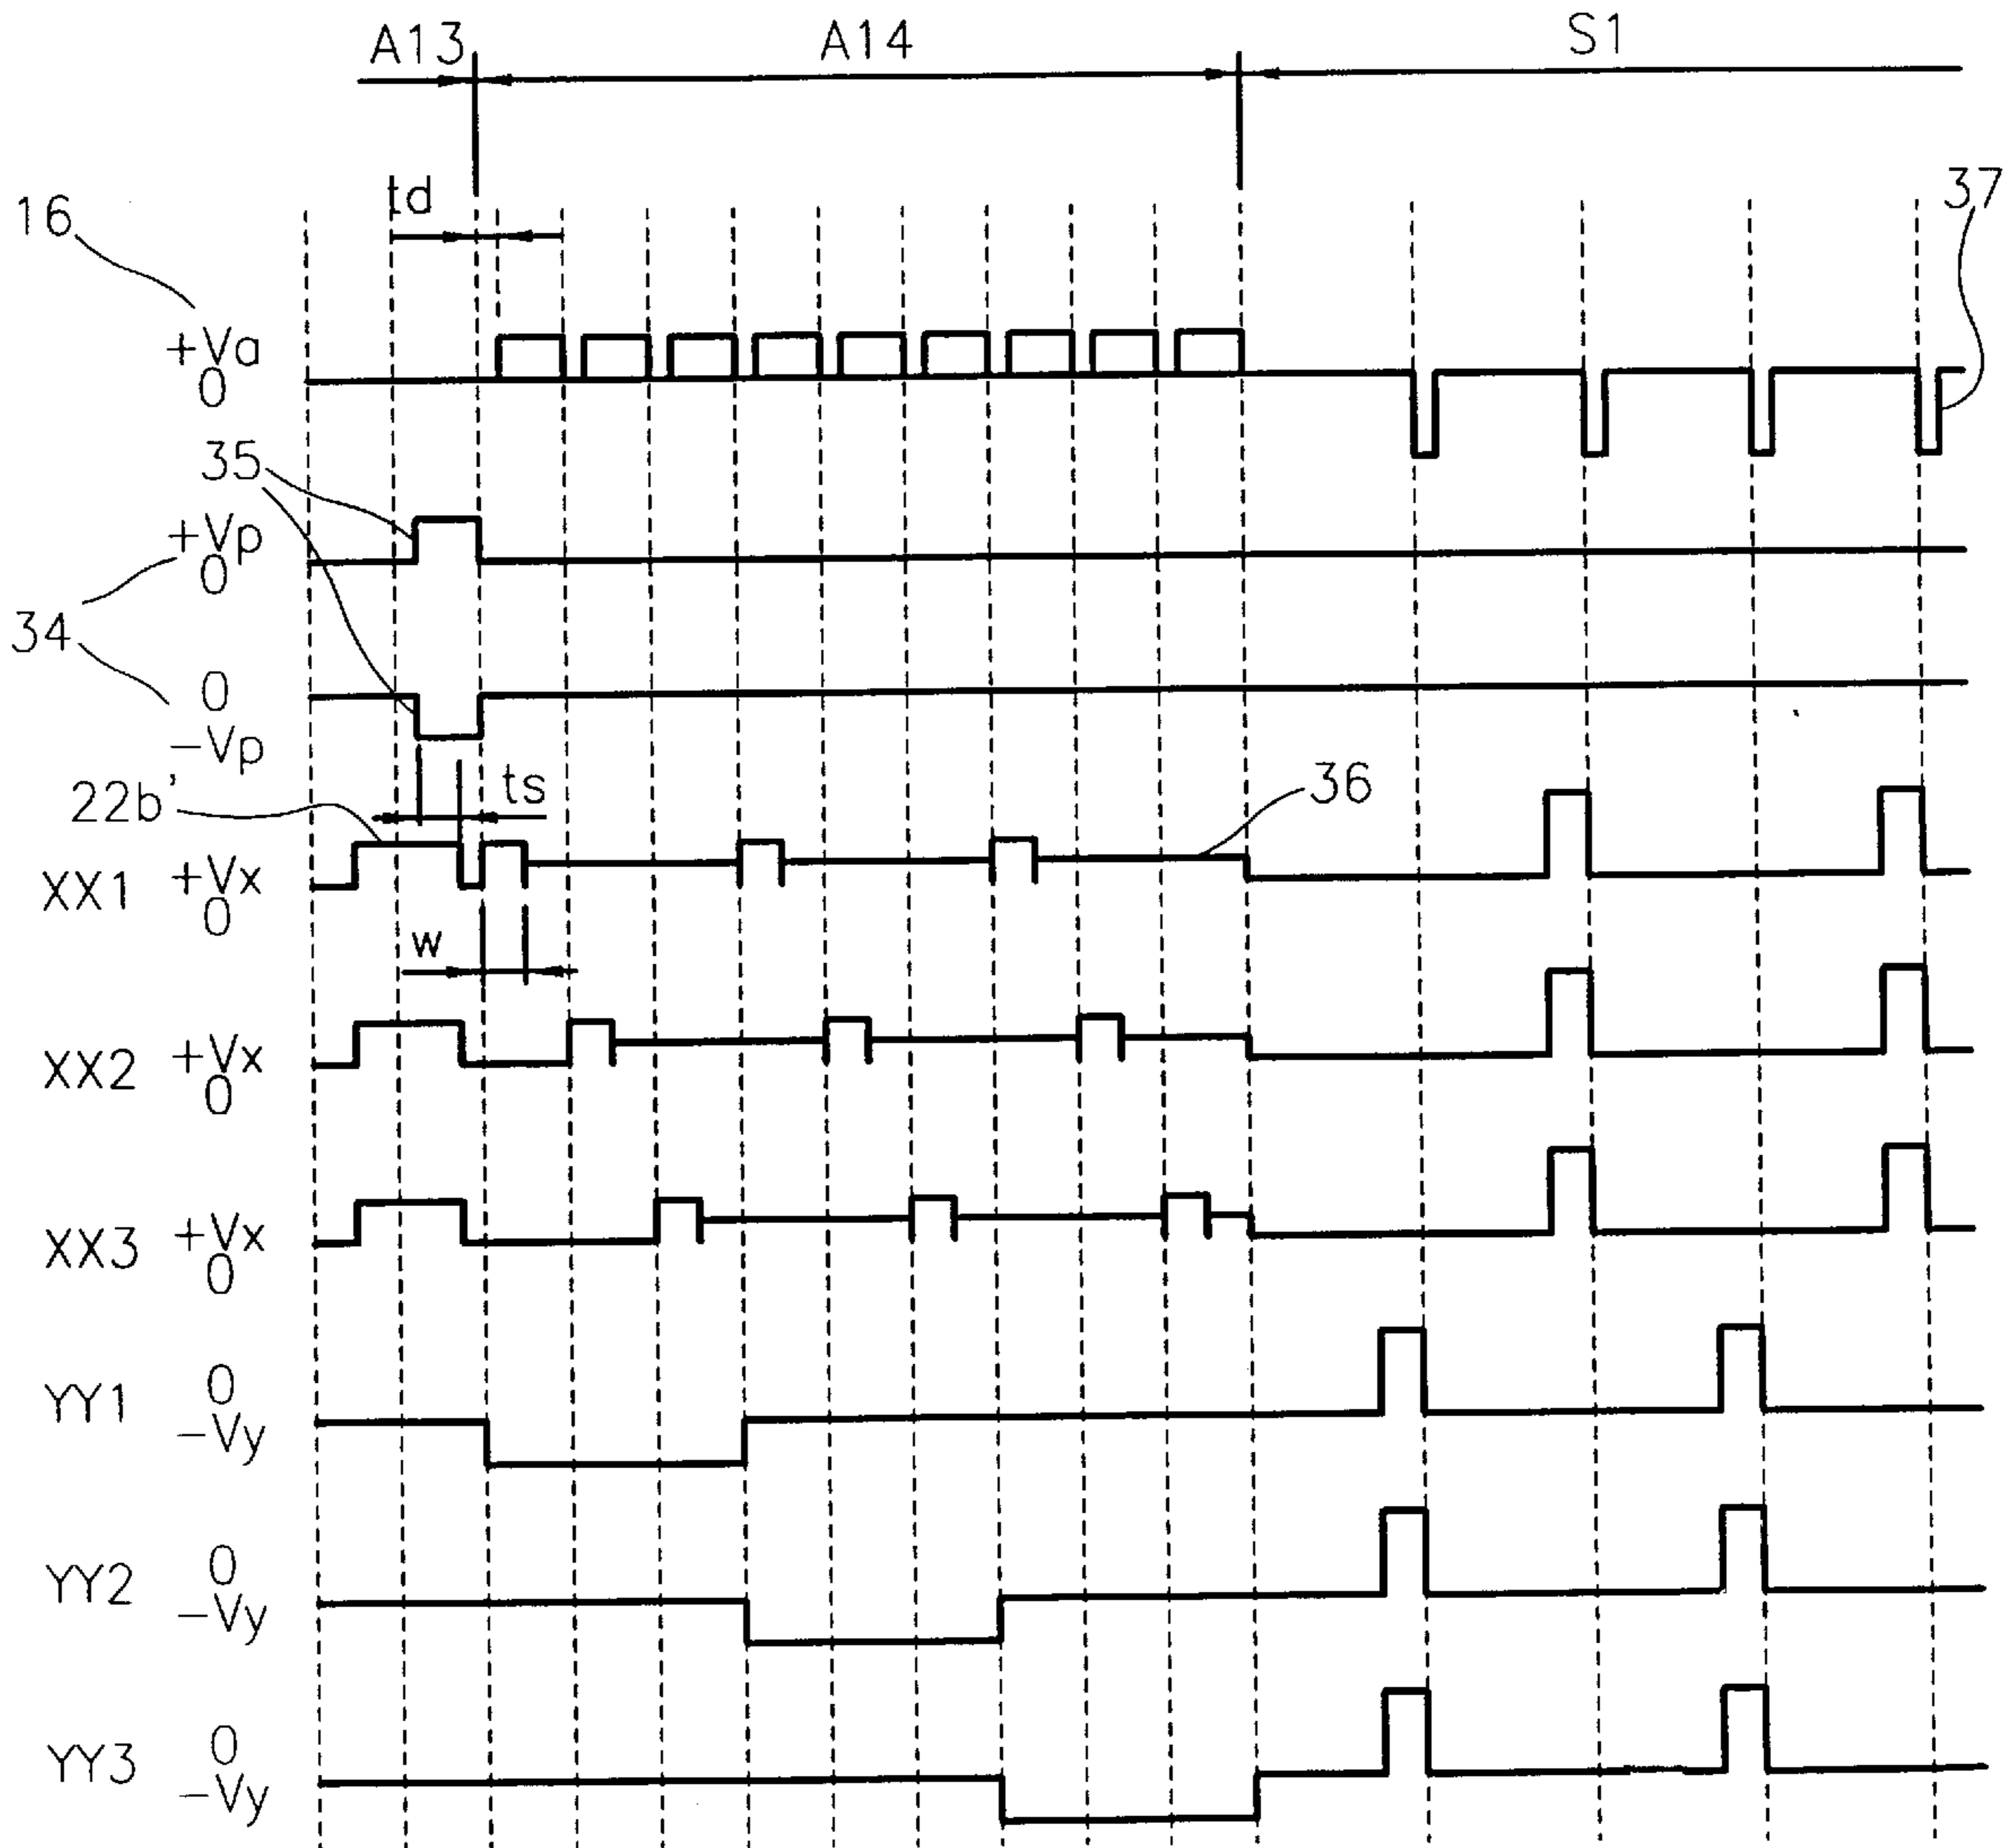 A13 A14 S1
td
16
37
+Va
0
35
+Vp
0
34
0
-Vp
22b'
ts
36
XX1 +Vx
0
w
XX2 +Vx
0
XX3 +Vx
0
YY1 0
-Vy
YY2 0
-Vy
YY3 0
-Vy